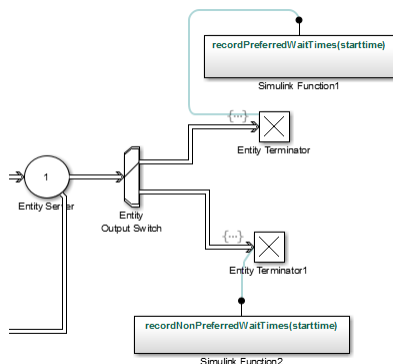 recordPreferredWaitTimes(starttime)
Simulink Function1
{...}
Entity Terminator
1
Entity Server
Entity
Output Switch
{...}
Entity Terminator1
recordNonPreferredWaitTimes(starttime)
Simulink Function2